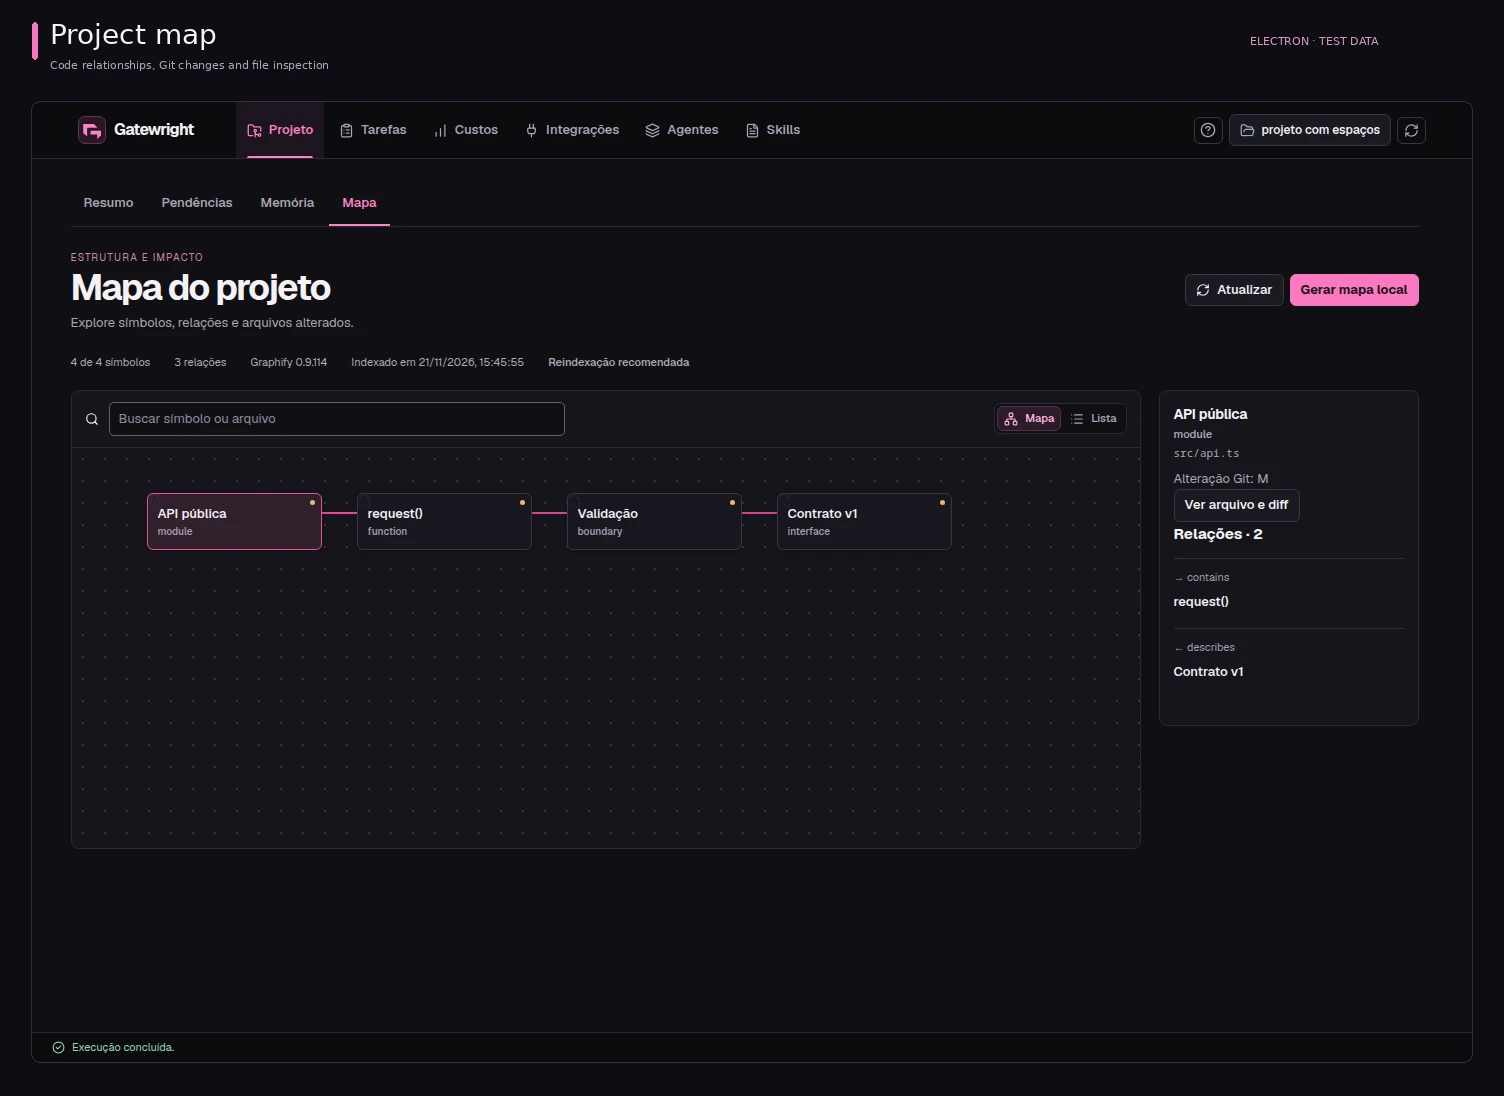 Project map
Code relationships, Git changes and file inspection
ELECTRON · TEST DATA
Gatewright
Projeto
Tarefas
Custos
Integrações
Agentes
Skills
projeto com espaços
Resumo
Pendências
Memória
Mapa
ESTRUTURA E IMPACTO
Mapa do projeto
Explore símbolos, relações e arquivos alterados.
Atualizar
Gerar mapa local
4 de 4 símbolos
3 relações
Graphify 0.9.114
Indexado em 21/11/2026, 15:45:55
Reindexação recomendada
Buscar símbolo ou arquivo
Mapa
Lista
API pública
module
request()
function
Validação
boundary
Contrato v1
interface
API pública
module
src/api.ts
Alteração Git: M
Ver arquivo e diff
Relações · 2
→ contains
request()
← describes
Contrato v1
Execução concluída.